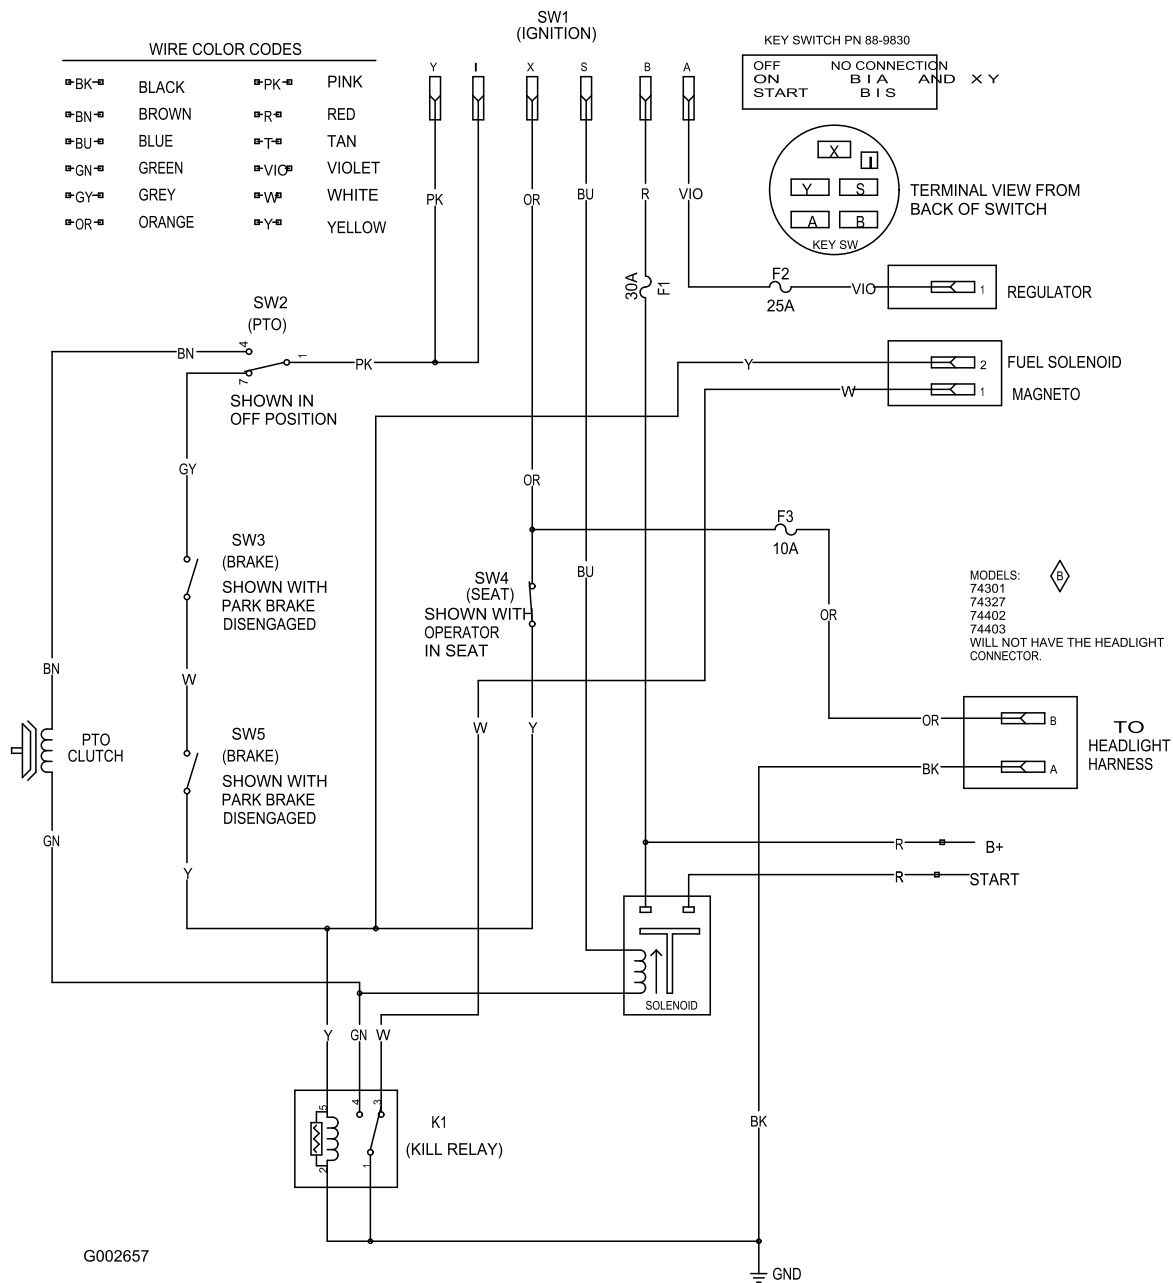 SW1
(IGNITION)
WIRE COLOR CODES
BK BLACK
BN BROWN
BU BLUE
GN GREEN
GY GREY
OR ORANGE
PK PINK
R RED
T TAN
VIO VIOLET
W WHITE
Y YELLOW
Y I X S B A
KEY SWITCH PN 88-9830
OFF NO CONNECTION
ON B I A AND X Y
START B I S
X
I
Y S
A B
KEY SW
TERMINAL VIEW FROM
BACK OF SWITCH
PK
OR
BU
R
VIO
30A
F1
F2
25A
VIO
1
REGULATOR
SW2
(PTO)
BN
4
1
7
PK
SHOWN IN
OFF POSITION
Y
2
FUEL SOLENOID
W
1
MAGNETO
GY
OR
F3
10A
SW3
(BRAKE)
SHOWN WITH
PARK BRAKE
DISENGAGED
SW4
(SEAT)
SHOWN WITH
OPERATOR
IN SEAT
BU
MODELS:
B
74301
74327
74402
74403
WILL NOT HAVE THE HEADLIGHT
CONNECTOR.
OR
BN
W
W
Y
OR
B
TO
HEADLIGHT
HARNESS
BK
A
PTO
CLUTCH
SW5
(BRAKE)
SHOWN WITH
PARK BRAKE
DISENGAGED
GN
Y
R
B+
R
START
SOLENOID
Y
GN
W
5
4
3
2
1
K1
(KILL RELAY)
BK
G002657
GND